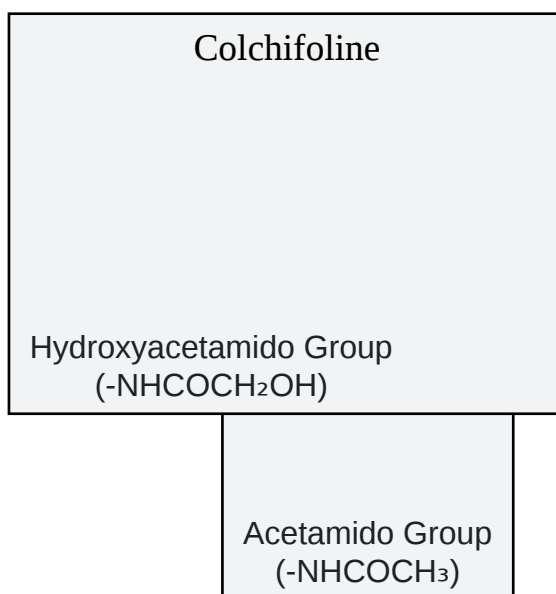 Colchifoline
Hydroxyacetamido Group
(-NHCOCH₂OH)
Acetamido Group
(-NHCOCH₃)